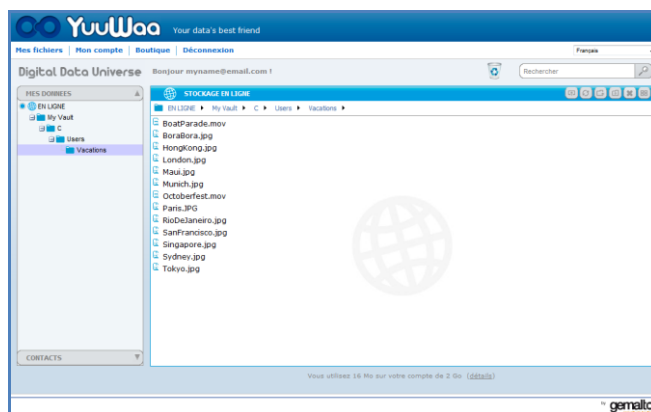 YuuWaa Your data's best friend
Mes fichiers | Mon compte | Boutique | Déconnexion Français
Digital Data Universe Bonjour myname@email.com ! Rechercher
MES DONNEES
EN LIGNE
My Vault
C
Users
Vacations
STOCKAGE EN LIGNE
EN LIGNE My Vault C Users Vacations
BoatParade.mov
BoraBora.jpg
HongKong.jpg
London.jpg
Maui.jpg
Munich.jpg
Octoberfest.mov
Paris.JPG
RioDeJaneiro.jpg
SanFrancisco.jpg
Singapore.jpg
Sydney.jpg
Tokyo.jpg
CONTACTS
Vous utilisez 16 Mo sur votre compte de 2 Go (détails)
by gemalto